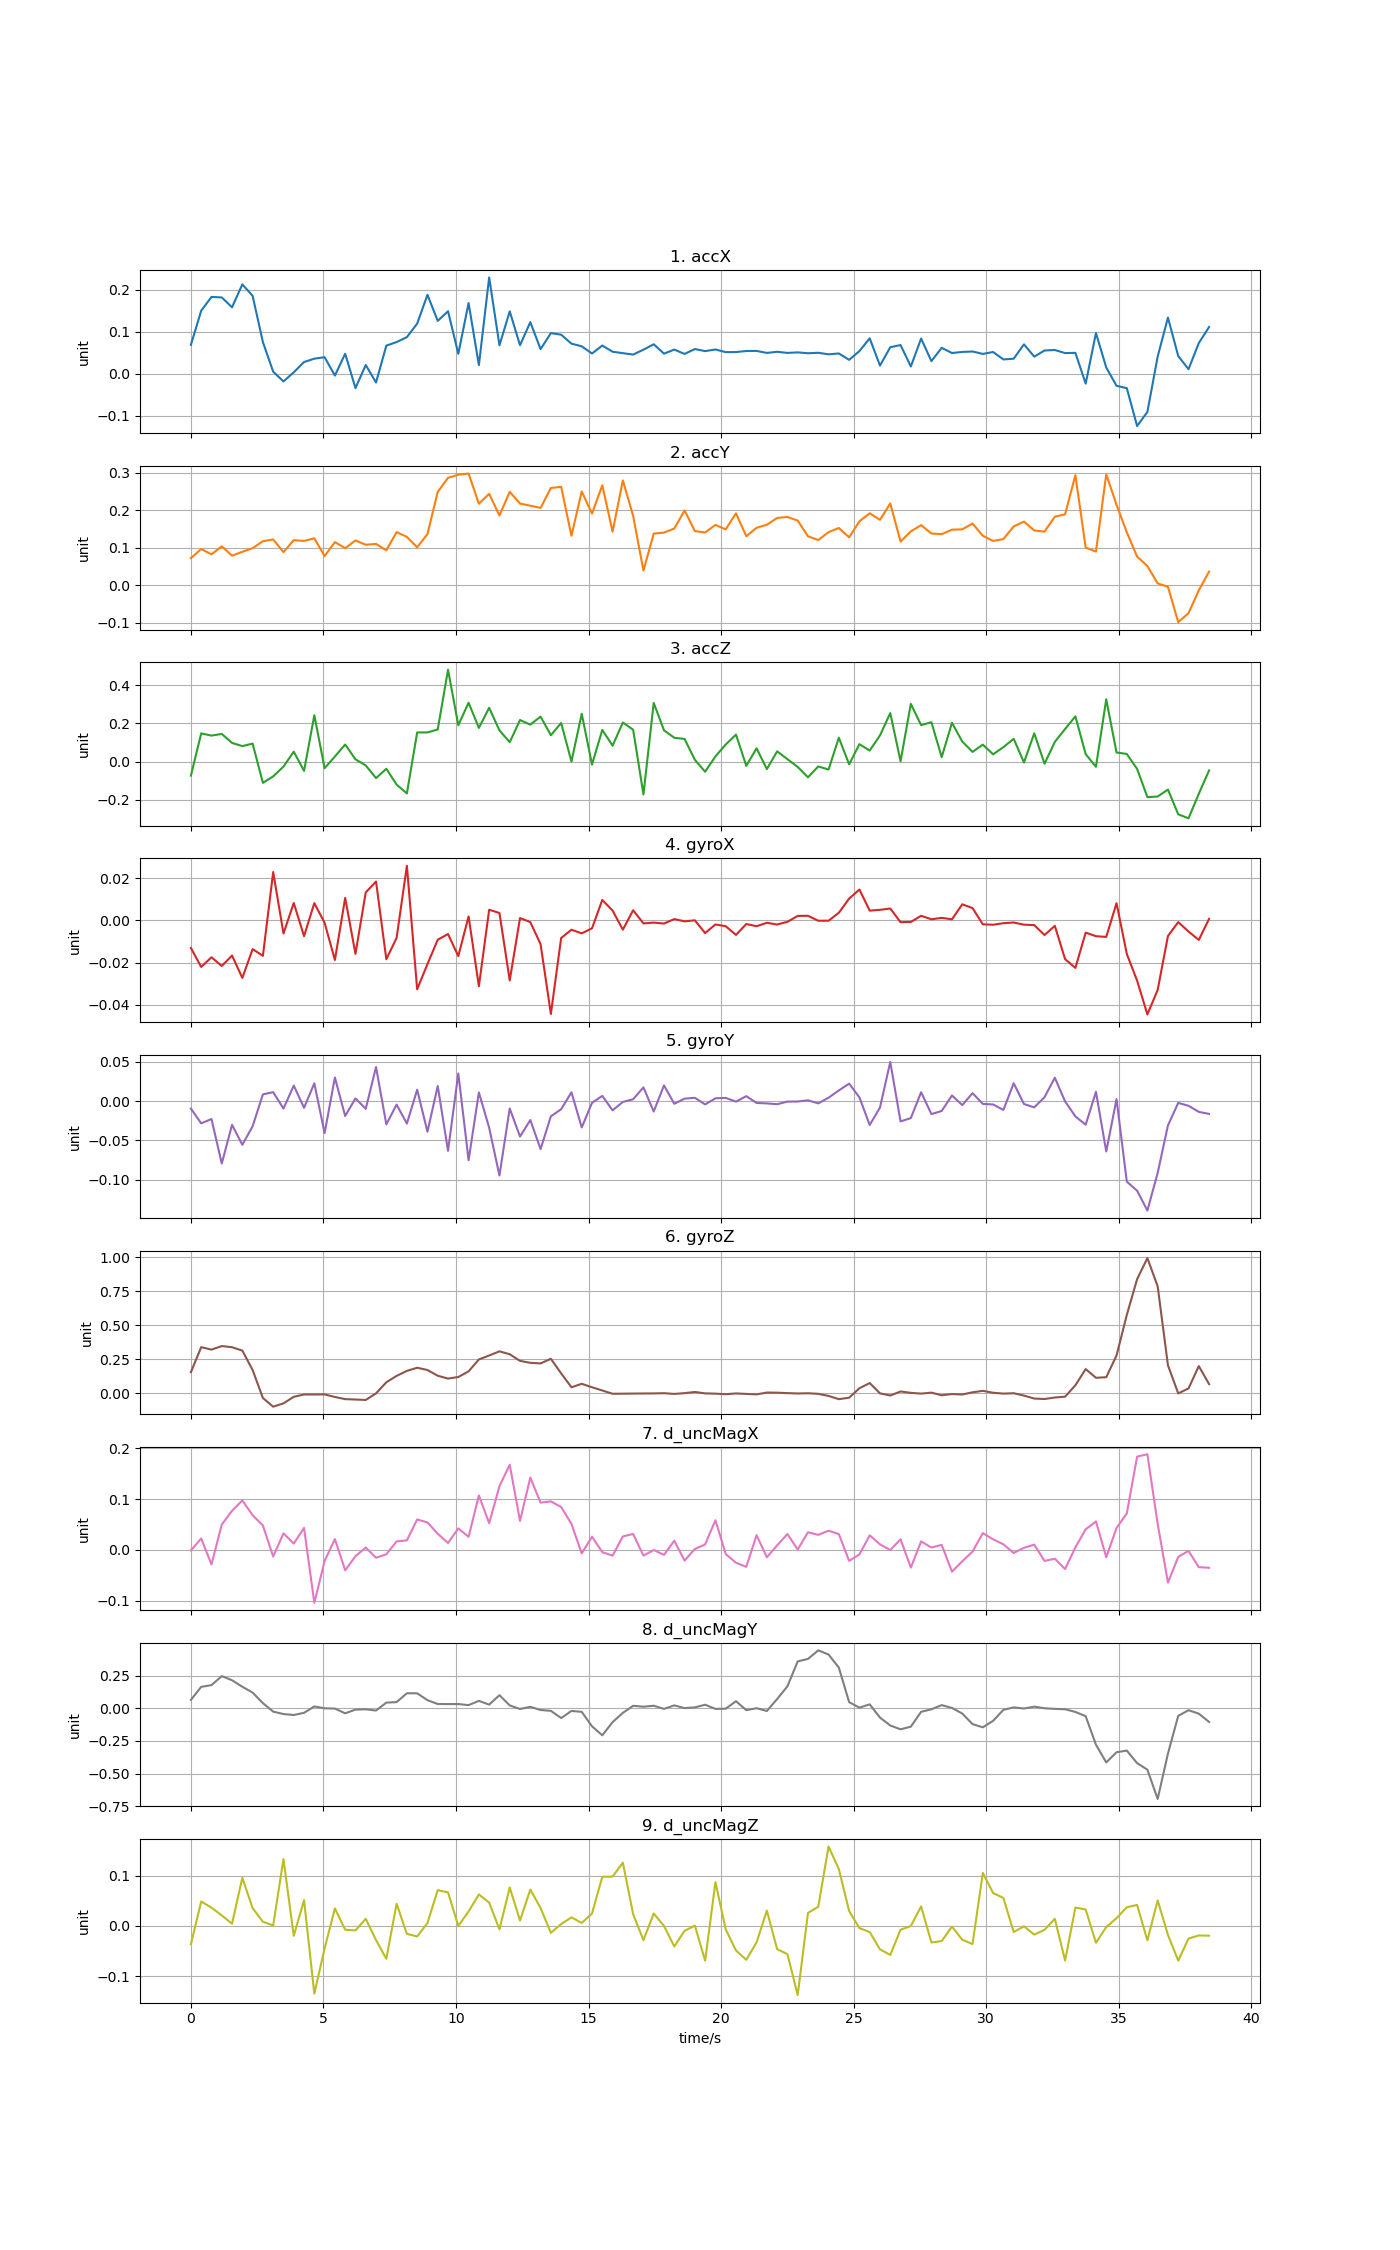 1. accX
0.2
0.1
0.0
−0.1
unit
2. accY
0.3
0.2
0.1
0.0
−0.1
unit
3. accZ
0.4
0.2
0.0
−0.2
unit
4. gyroX
0.02
0.00
−0.02
−0.04
unit
5. gyroY
0.05
0.00
−0.05
−0.10
unit
6. gyroZ
1.00
0.75
0.50
0.25
0.00
unit
7. d_uncMagX
0.2
0.1
0.0
−0.1
unit
8. d_uncMagY
0.25
0.00
−0.25
−0.50
−0.75
unit
9. d_uncMagZ
0.1
0.0
−0.1
unit
0 5 10 15 20 25 30 35 40
time/s